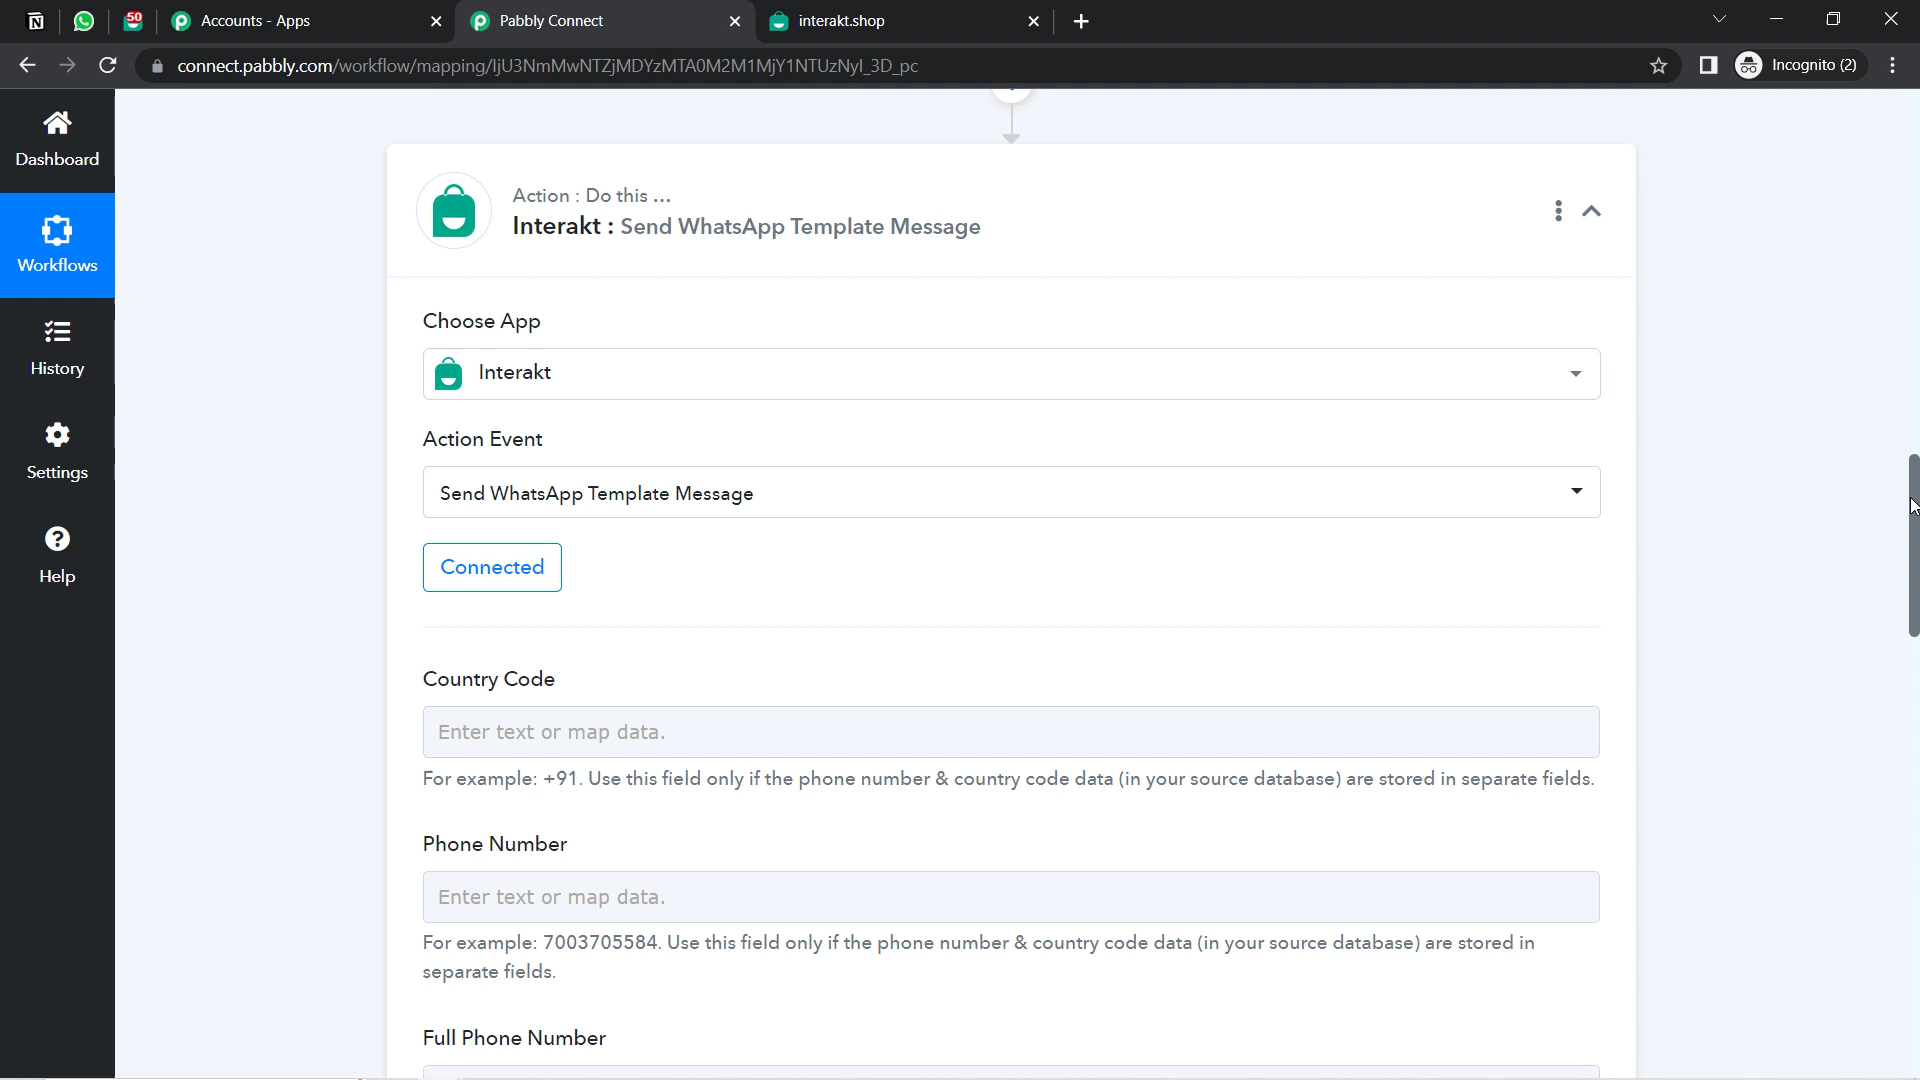 50
Accounts - Apps
Pabbly Connect
interakt.shop
connect.pabbly.com/workflow/mapping/IjU3NmMwNTZjMDYzMTA0M2M1MjY1NTUzNyI_3D_pc
Incognito (2)
Dashboard
Workflows
History
Settings
Help
Action : Do this ...
Interakt : Send WhatsApp Template Message
Choose App
Interakt
Action Event
Send WhatsApp Template Message
Connected
Country Code
Enter text or map data.
For example: +91. Use this field only if the phone number & country code data (in your source database) are stored in separate fields.
Phone Number
Enter text or map data.
For example: 7003705584. Use this field only if the phone number & country code data (in your source database) are stored in
separate fields.
Full Phone Number